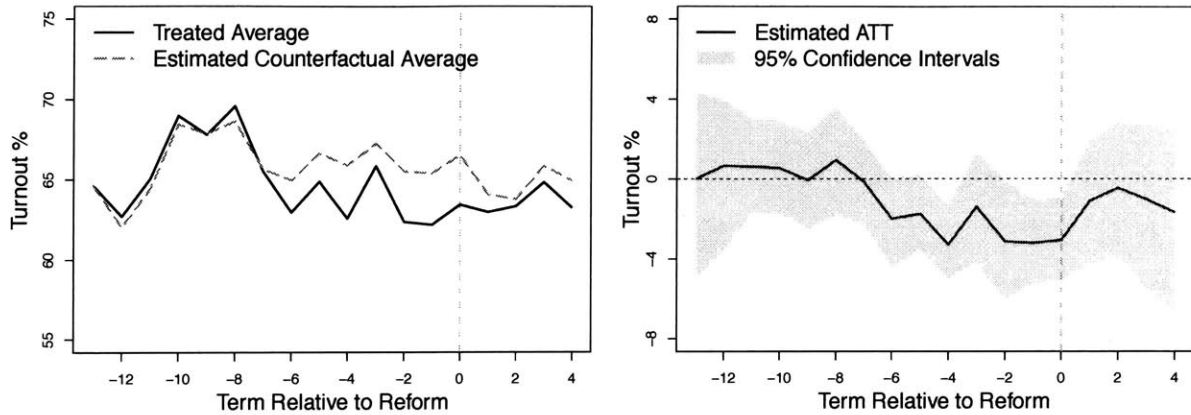 75
70
65
60
55
Turnout %
Treated Average
Estimated Counterfactual Average
-12 -10 -8 -6 -4 -2 0 2 4
Term Relative to Reform
8
4
0
-4
-8
Turnout %
Estimated ATT
95% Confidence Intervals
-12 -10 -8 -6 -4 -2 0 2 4
Term Relative to Reform